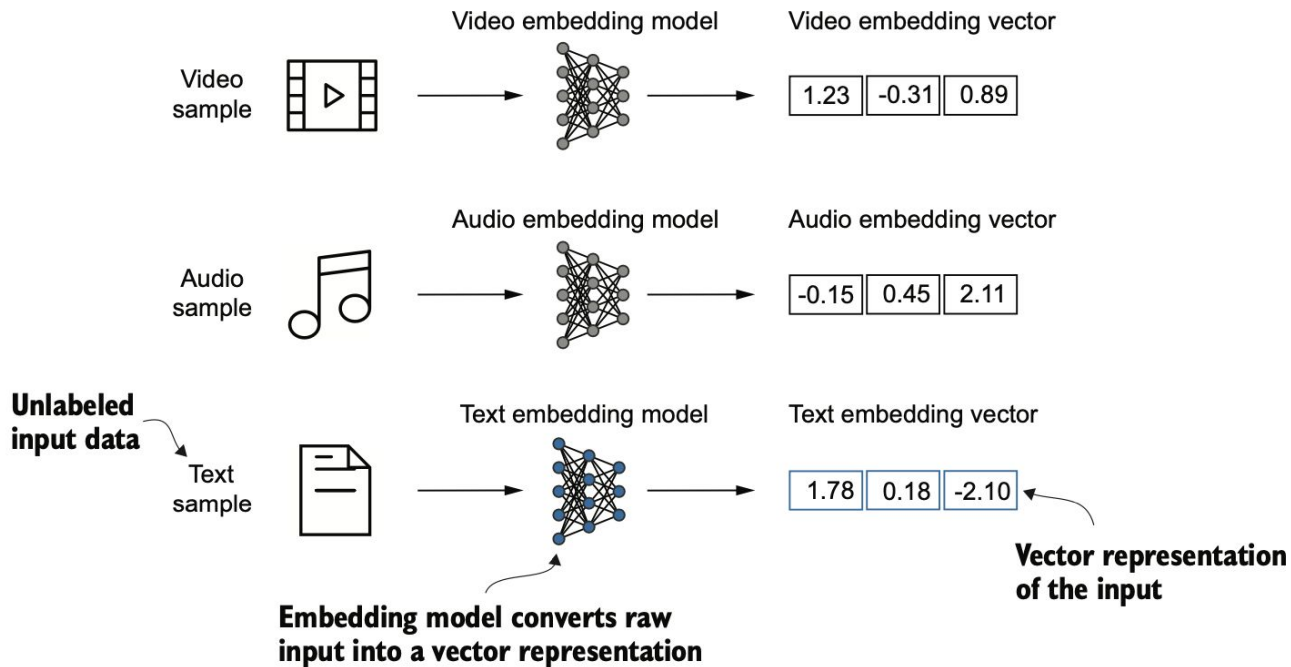 Video embedding model
Video embedding vector
Video
sample
1.23 -0.31 0.89
Audio embedding model
Audio embedding vector
Audio
sample
-0.15 0.45 2.11
Unlabeled
input data
Text embedding model
Text embedding vector
Text
sample
1.78 0.18 -2.10
Vector representation
of the input
Embedding model converts raw
input into a vector representation